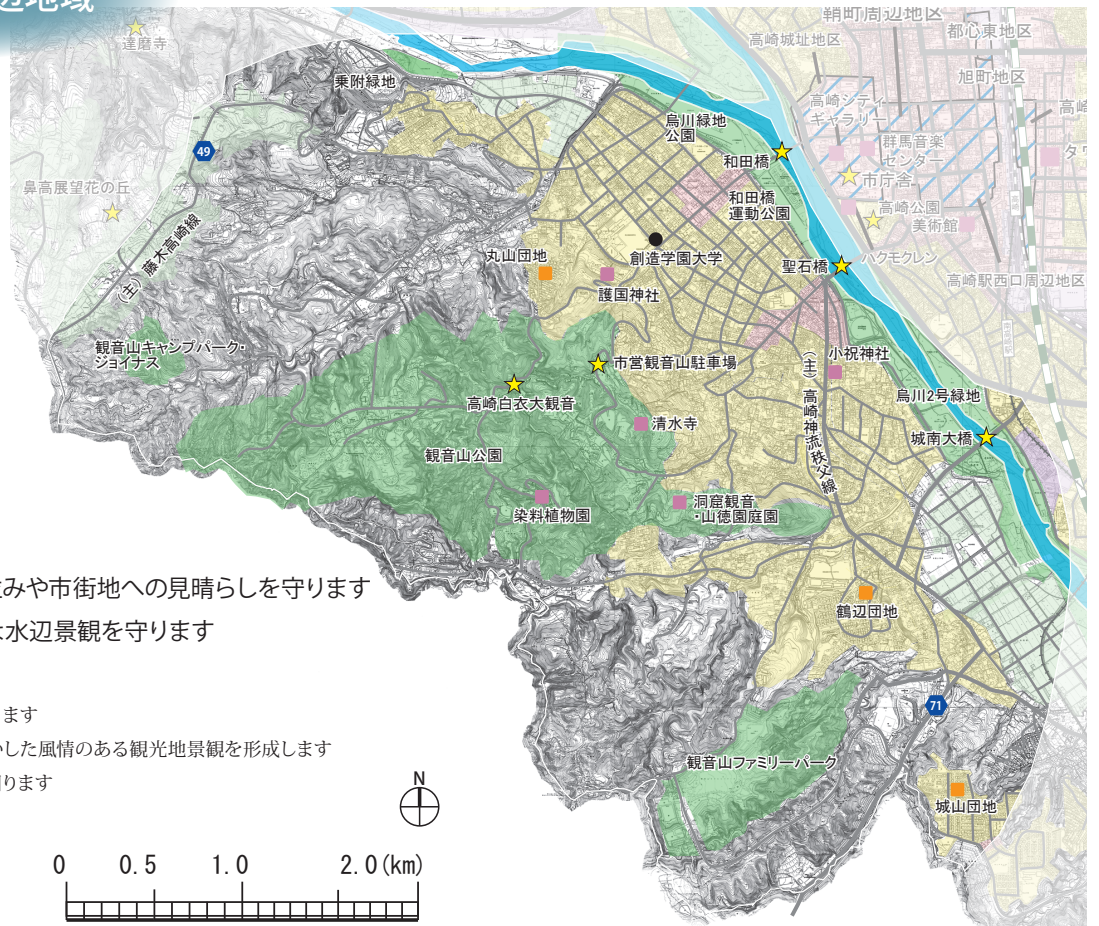 辺地域
達磨寺
乗附緑地
鞘町周辺地区
高崎城址地区
都心東地区
旭町地区
高崎シティ
ギャラリー
群馬音楽
センター
市庁舎
高崎公園
美術館
ハクモクレン
高崎駅西口周辺地区
高崎
タワ
烏川緑地
公園
和田橋
和田橋
運動公園
49
鼻高展望花の丘
(主) 藤木高崎線
丸山団地
創造学園大学
護国神社
聖石橋
観音山キャンプパーク・
ジョイナス
市営観音山駐車場
高崎白衣大観音
小祝神社
(主) 高崎神流秩父線
烏川2号緑地
清水寺
城南大橋
観音山公園
染料植物園
洞窟観音
・山徳園庭園
みや市街地への見晴らしを守ります
水辺景観を守ります
鶴辺団地
ます
した風情のある観光地景観を形成します
ります
71
観音山ファミリーパーク
城山団地
N
0 0.5 1.0 2.0(km)